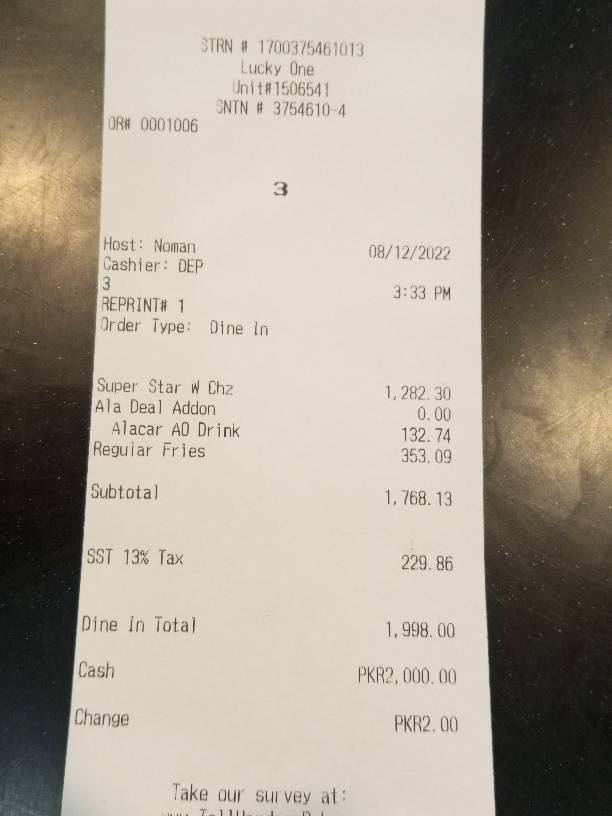 STRN # 1700375461013
Lucky One
Unit#1506541
SNTN # 3754610-4
OR# 0001006
3
Host: Noman 08/12/2022
Cashier: DEP
3 3:33 PM
REPRINT# 1
Order Type: Dine In
Super Star W Chz 1,282.30
Ala Deal Addon 0.00
Alacar AO Drink 132.74
Regular Fries 353.09
Subtotal 1,768.13
SST 13% Tax 229.86
Dine In Total 1,998.00
Cash PKR2,000.00
Change PKR2.00
Take our survey at: